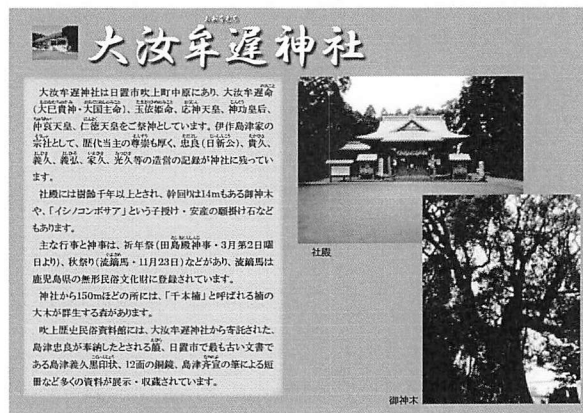 大汝牟遅神社
大汝牟遅神社は日置市吹上町中原にあり、大汝牟遅命
(大已貴神・大国主命)、玉依姫命、応神天皇、神功皇后、
仲哀天皇、仁徳天皇をご祭神としています。伊作島津家の
宗社として、歴代当主の尊崇も厚く、忠良(日新公)、貴久、
義久、義弘、家久、光久等の造営の記録が神社に残ってい
ます。
社殿には樹齢千年以上とされ、幹回りは14mもある御神木
や、「イシノコンボサア」という子授け・安産の願掛け石など
もあります。
主な行事と神事は、祈年祭(田島殿神事・3月第2日曜
日より)、秋祭り(流鏑馬・11月23日)などがあり、流鏑馬は
鹿児島県の無形民俗文化財に登録されています。
神社から150mほどの所には、「千本楠」と呼ばれる楠の
大木が群生する森があります。
吹上歴史民俗資料館には、大汝牟遅神社から寄託された、
島津忠良が奉納したとされる額、日置市で最も古い文書で
ある島津義久黒印状、12面の銅鏡、島津斉宣の筆による短
冊など多くの資料が展示・収蔵されています。
社殿
御神木